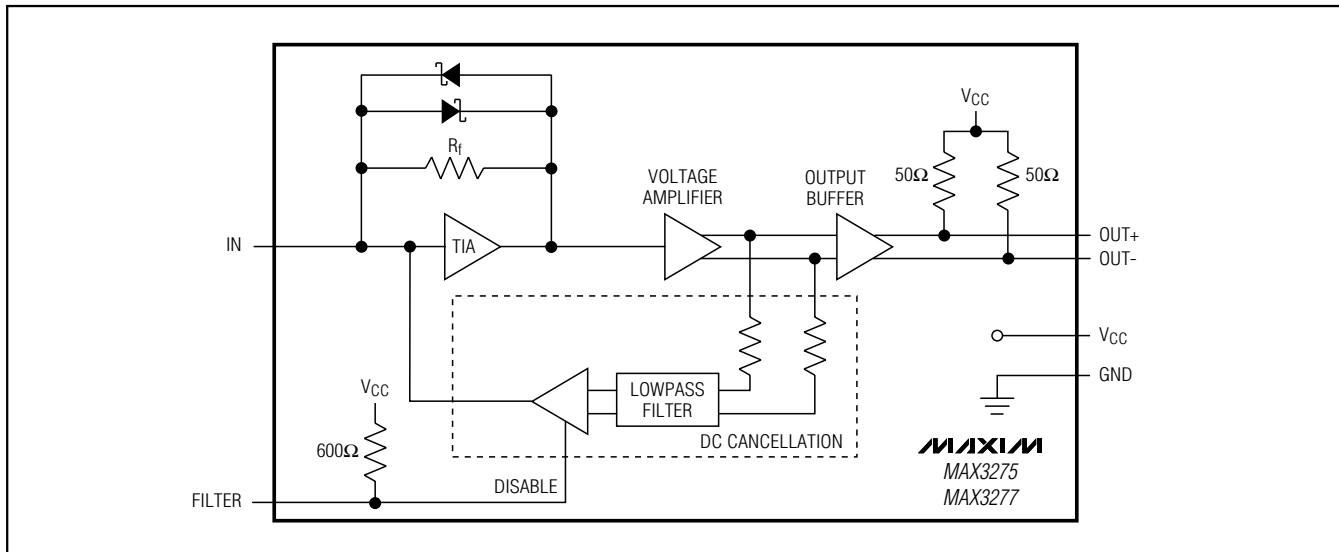 VCC
Rf
VOLTAGE
AMPLIFIER
OUTPUT
BUFFER
50Ω
50Ω
IN
TIA
OUT+
OUT-
VCC
GND
VCC
LOWPASS
FILTER
DC CANCELLATION
600Ω
DISABLE
FILTER
MAXIM
MAX3275
MAX3277